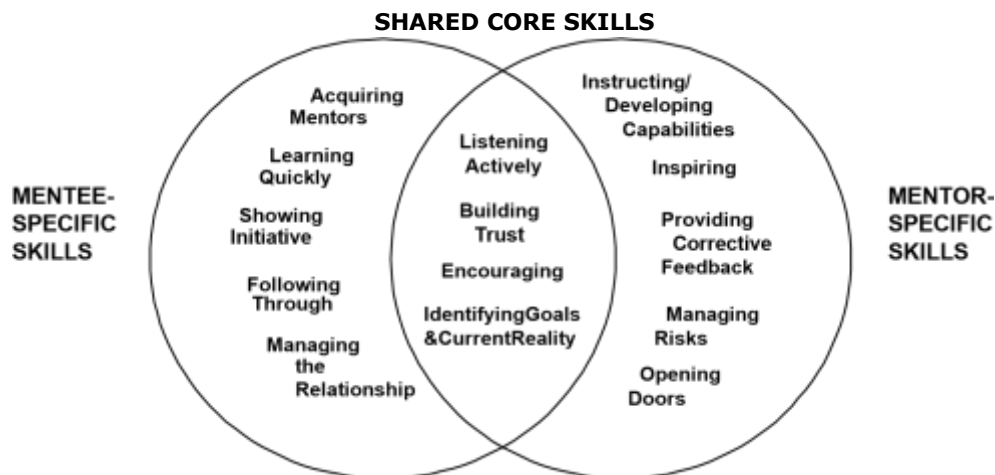 SHARED CORE SKILLS
MENTEE-
SPECIFIC
SKILLS
Acquiring
Mentors
Learning
Quickly
Showing
Initiative
Following
Through
Managing
the
Relationship
Listening
Actively
Building
Trust
Encouraging
IdentifyingGoals
&CurrentReality
Instructing/
Developing
Capabilities
Inspiring
Providing
Corrective
Feedback
Managing
Risks
Opening
Doors
MENTOR-
SPECIFIC
SKILLS